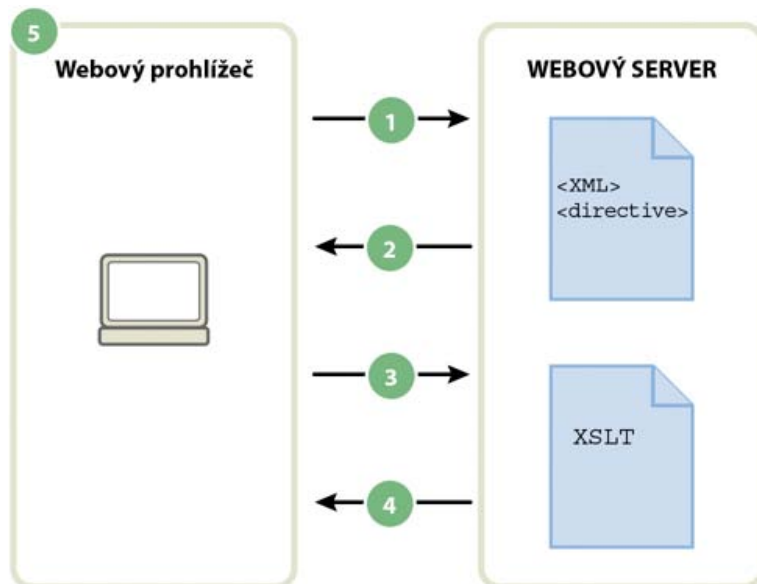 5
Webový prohlížeč
WEBOVÝ SERVER
1
<XML>
<directive>
2
3
XSLT
4